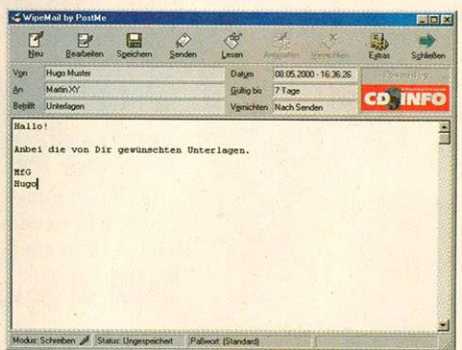 WipeMail by PostMe
Neu Bearbeiten Speichern Senden Lesen Antworten Vernichten Extras Schließen
Von Hugo Muster Datum 08.05.2000 - 16:36:26
An Martin XY Gültig bis 7 Tage
Betrifft Unterlagen Vernichten Nach Senden
CD INFO
Hallo!
Anbei die von Dir gewünschten Unterlagen.
MfG
Hugo
Modus: Schreiben Status: Ungespeichert Paßwort: (Standard)